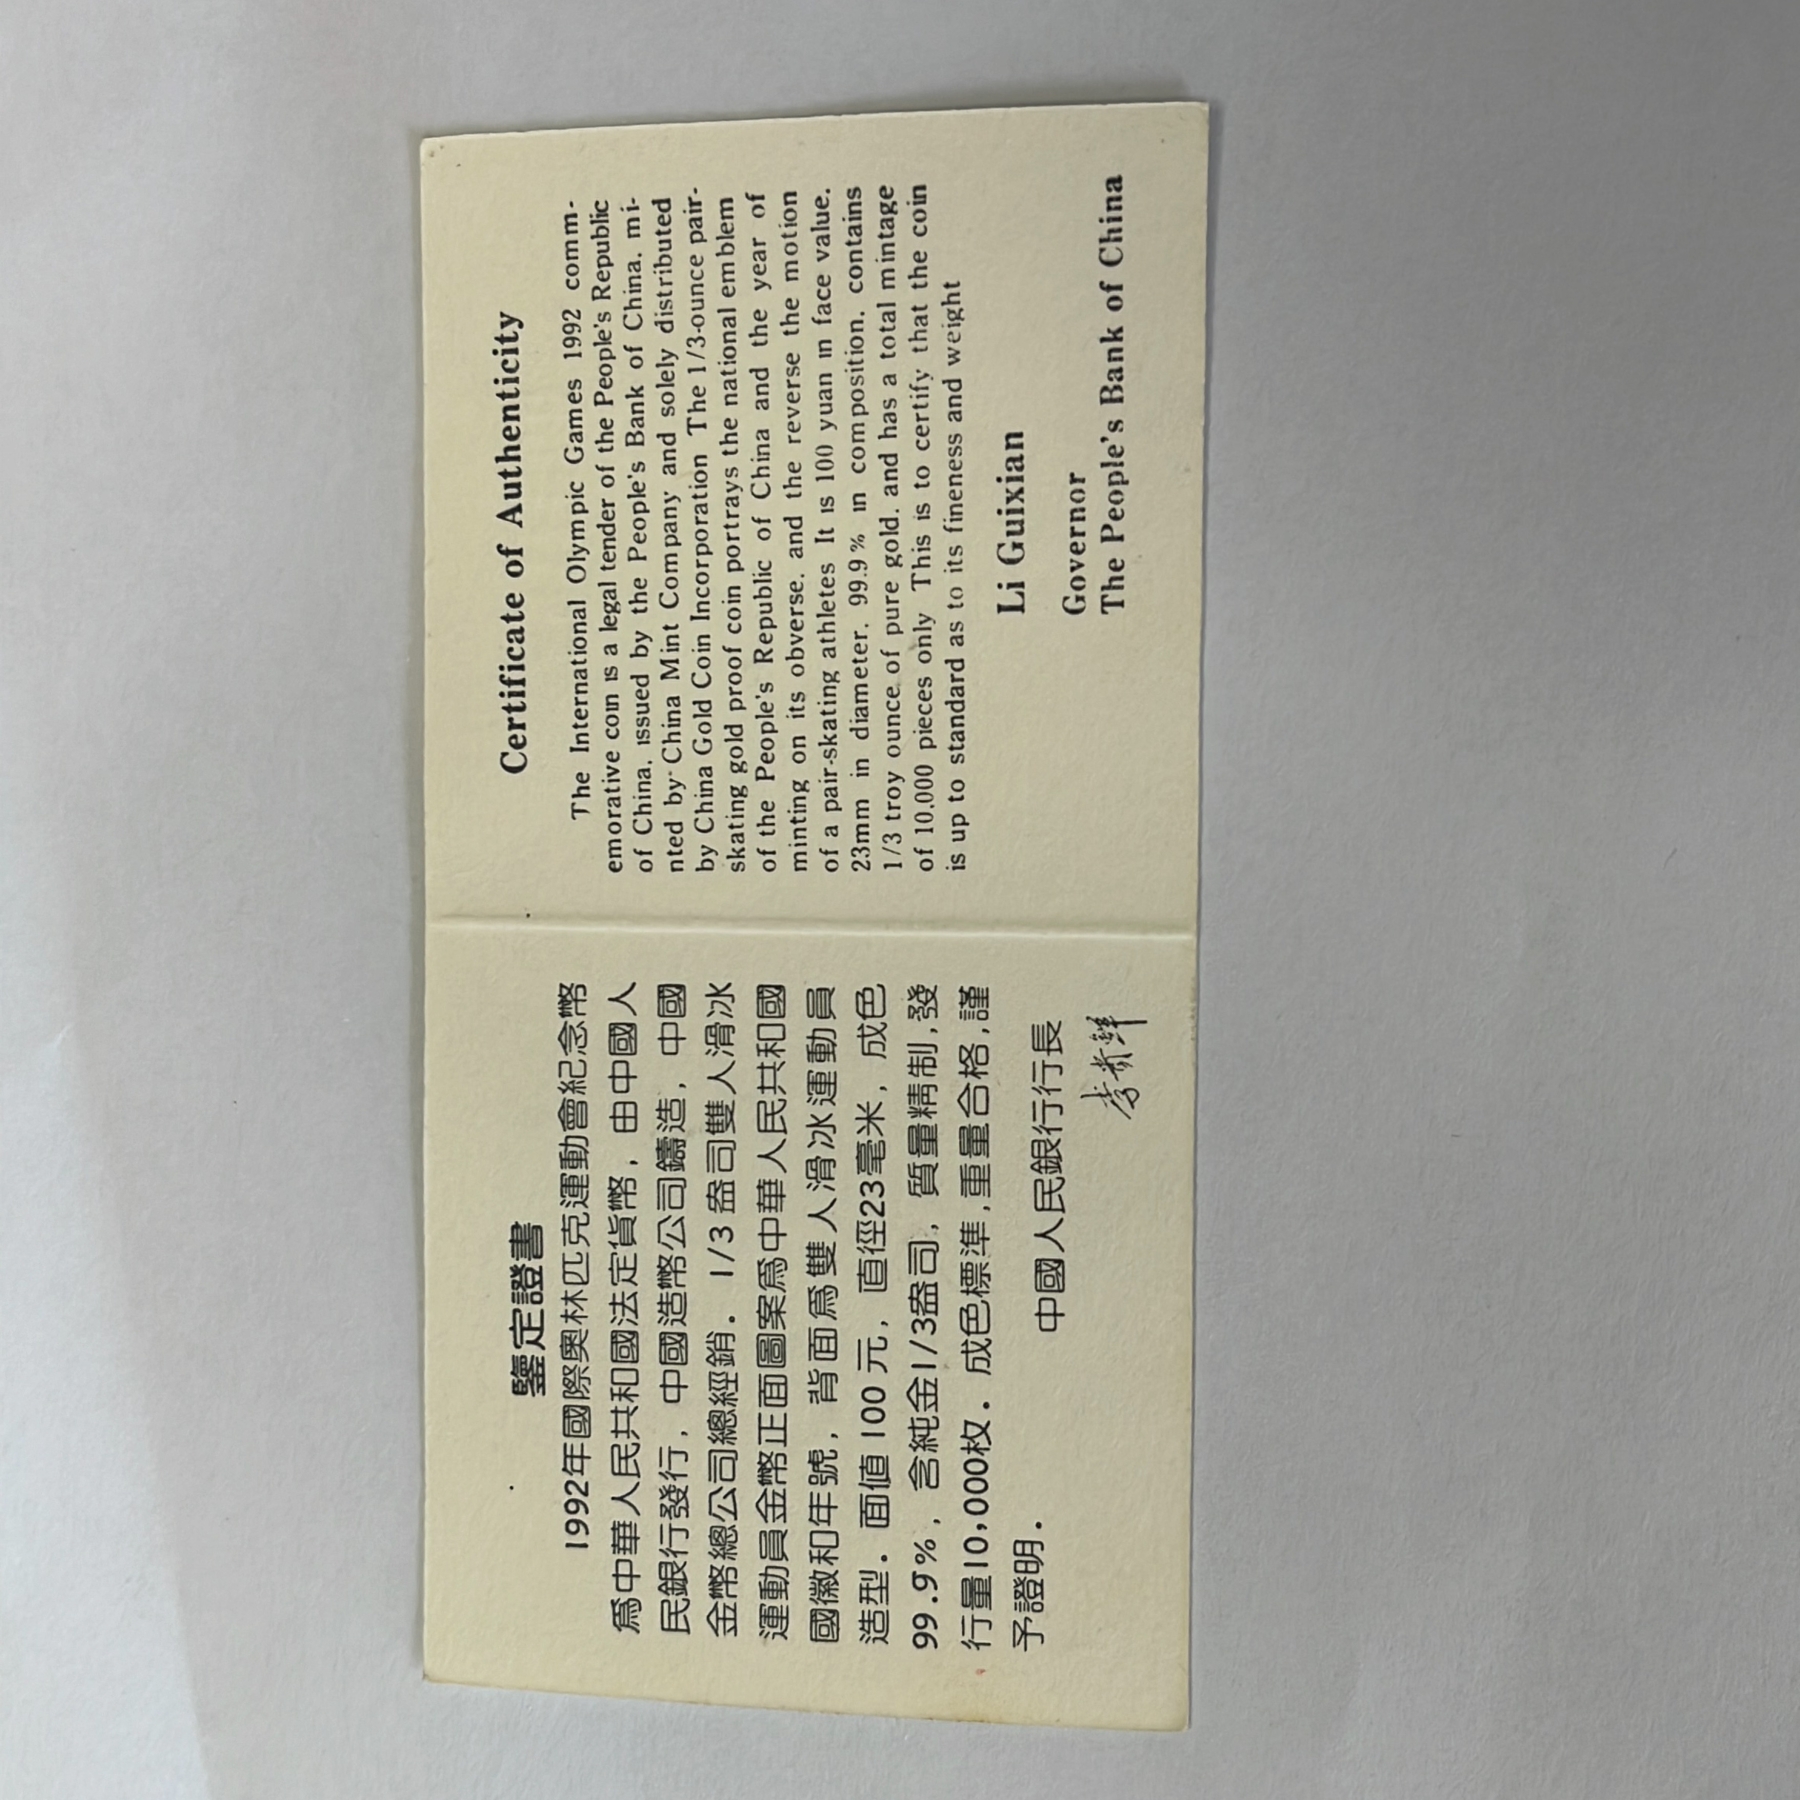 鑒定證書
1992年國際奧林匹克運動會紀念幣
爲中華人民共和國法定貨幣，由中國人
民銀行發行，中國造幣公司鑄造，中國
金幣總公司總經銷．1/3盎司雙人滑冰
運動員金幣正面圖案爲中華人民共和國
國徽和年號，背面爲雙人滑冰運動員
造型．面值100元，直徑23毫米，成色
99.9%，含純金1/3盎司，質量精制，發
行量10,000枚．成色標準，重量合格，謹
予證明．
中國人民銀行行長
李貴鲜
Certificate of Authenticity
The International Olympic Games 1992 comm-
emorative coin is a legal tender of the People's Republic
of China, issued by the People's Bank of China. mi-
nted by China Mint Company and solely distributed
by China Gold Coin Incorporation The 1/3-ounce pair-
skating gold proof coin portrays the national emblem
of the People's Republic of China and the year of
minting on its obverse. and the reverse the motion
of a pair-skating athletes It is 100 yuan in face value.
23mm in diameter. 99.9% in composition. contains
1/3 troy ounce of pure gold. and has a total mintage
of 10.000 pieces only This is to certify that the coin
is up to standard as to its fineness and weight
Li Guixian
Governor
The People's Bank of China